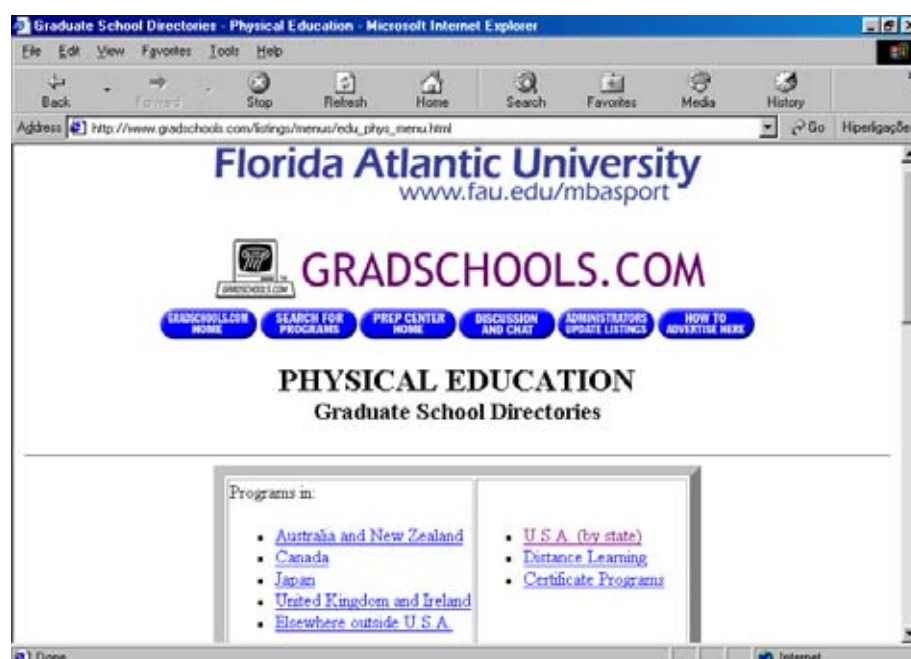 Graduate School Directories - Physical Education - Microsoft Internet Explorer
File Edit View Favorites Tools Help
Back Forward Stop Refresh Home Search Favorites Media History
Address http://www.gradschools.com/listings/menus/edu_phys_menu.html Go Hiperligações
Florida Atlantic University
www.fau.edu/mbasport
GRADSCHOOLS.COM
GRADSCHOOLS.COM
GRADSCHOOLS.COM HOME SEARCH FOR PROGRAMS PREP CENTER HOME DISCUSSION AND CHAT ADMINISTRATORS UPDATE LISTINGS HOW TO ADVERTISE HERE
PHYSICAL EDUCATION
Graduate School Directories
Programs in:
Australia and New Zealand
Canada
Japan
United Kingdom and Ireland
Elsewhere outside U.S.A.
U.S.A. (by state)
Distance Learning
Certificate Programs
Done Internet